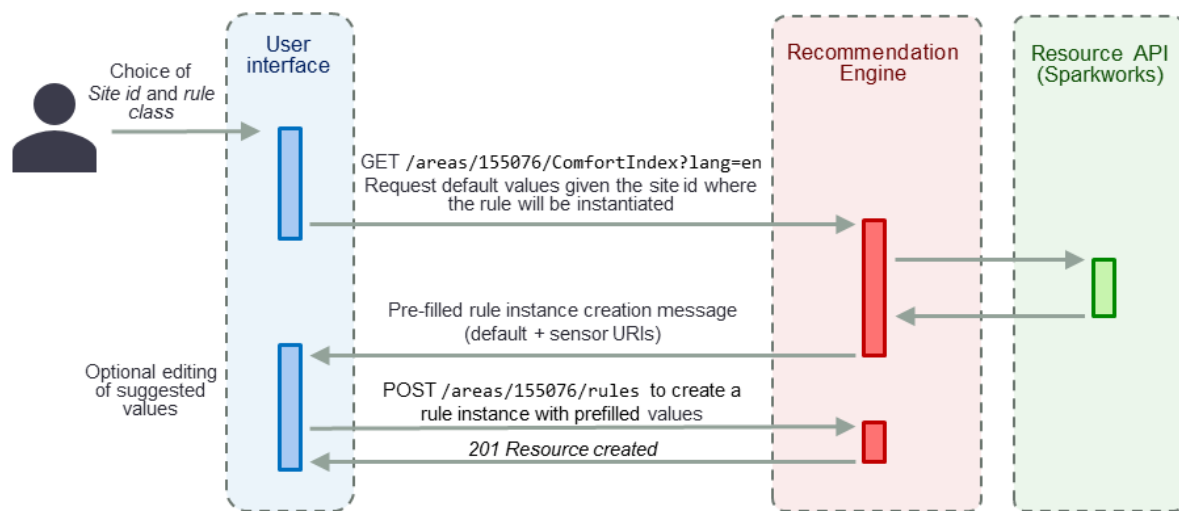 User
interface
Recommendation
Engine
Resource API
(Sparkworks)
Choice of
Site id and rule
class
GET /areas/155076/ComfortIndex?lang=en
Request default values given the site id where
the rule will be instantiated
Pre-filled rule instance creation message
(default + sensor URIs)
Optional editing
of suggested
values
POST /areas/155076/rules to create a
rule instance with prefilled values
201 Resource created